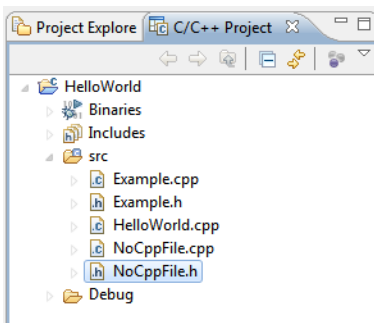 Project Explore C/C++ Project
HelloWorld
Binaries
Includes
src
Example.cpp
Example.h
HelloWorld.cpp
NoCppFile.cpp
NoCppFile.h
Debug